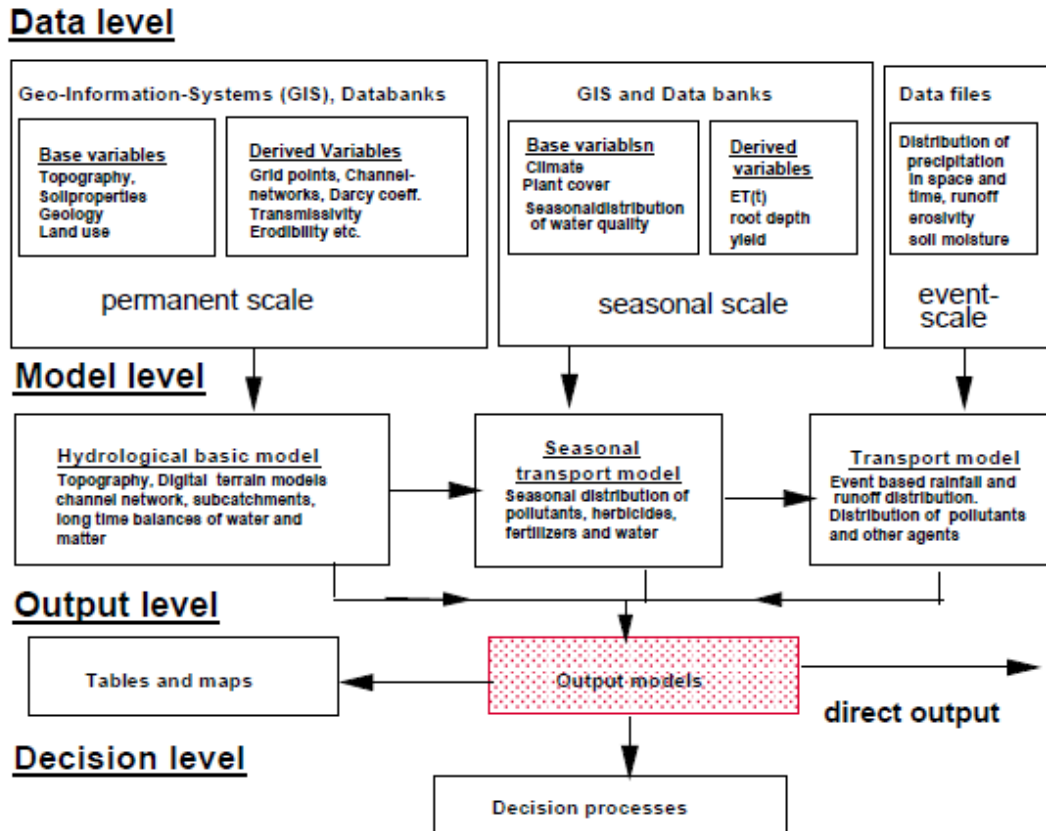 Data level
Geo-Information-Systems (GIS), Databanks
Base variables
Topography,
Soilproperties
Geology
Land use
Derived Variables
Grid points, Channel-
networks, Darcy coeff.
Transmissivity
Erodibility etc.
permanent scale
GIS and Data banks
Base variablsn
Climate
Plant cover
Seasonaldistribution
of water quality
Derived
variables
ET(t)
root depth
yield
seasonal scale
Data files
Distribution of
precipitation
in space and
time, runoff
erosivity
soil moisture
event-
scale
Model level
Hydrological basic model
Topography, Digital terrain models
channel network, subcatchments,
long time balances of water and
matter
Seasonal
transport model
Seasonal distribution of
pollutants, herbicides,
fertilizers and water
Transport model
Event based rainfall and
runoff distribution.
Distribution of pollutants
and other agents
Output level
Tables and maps
Output models
direct output
Decision level
Decision processes